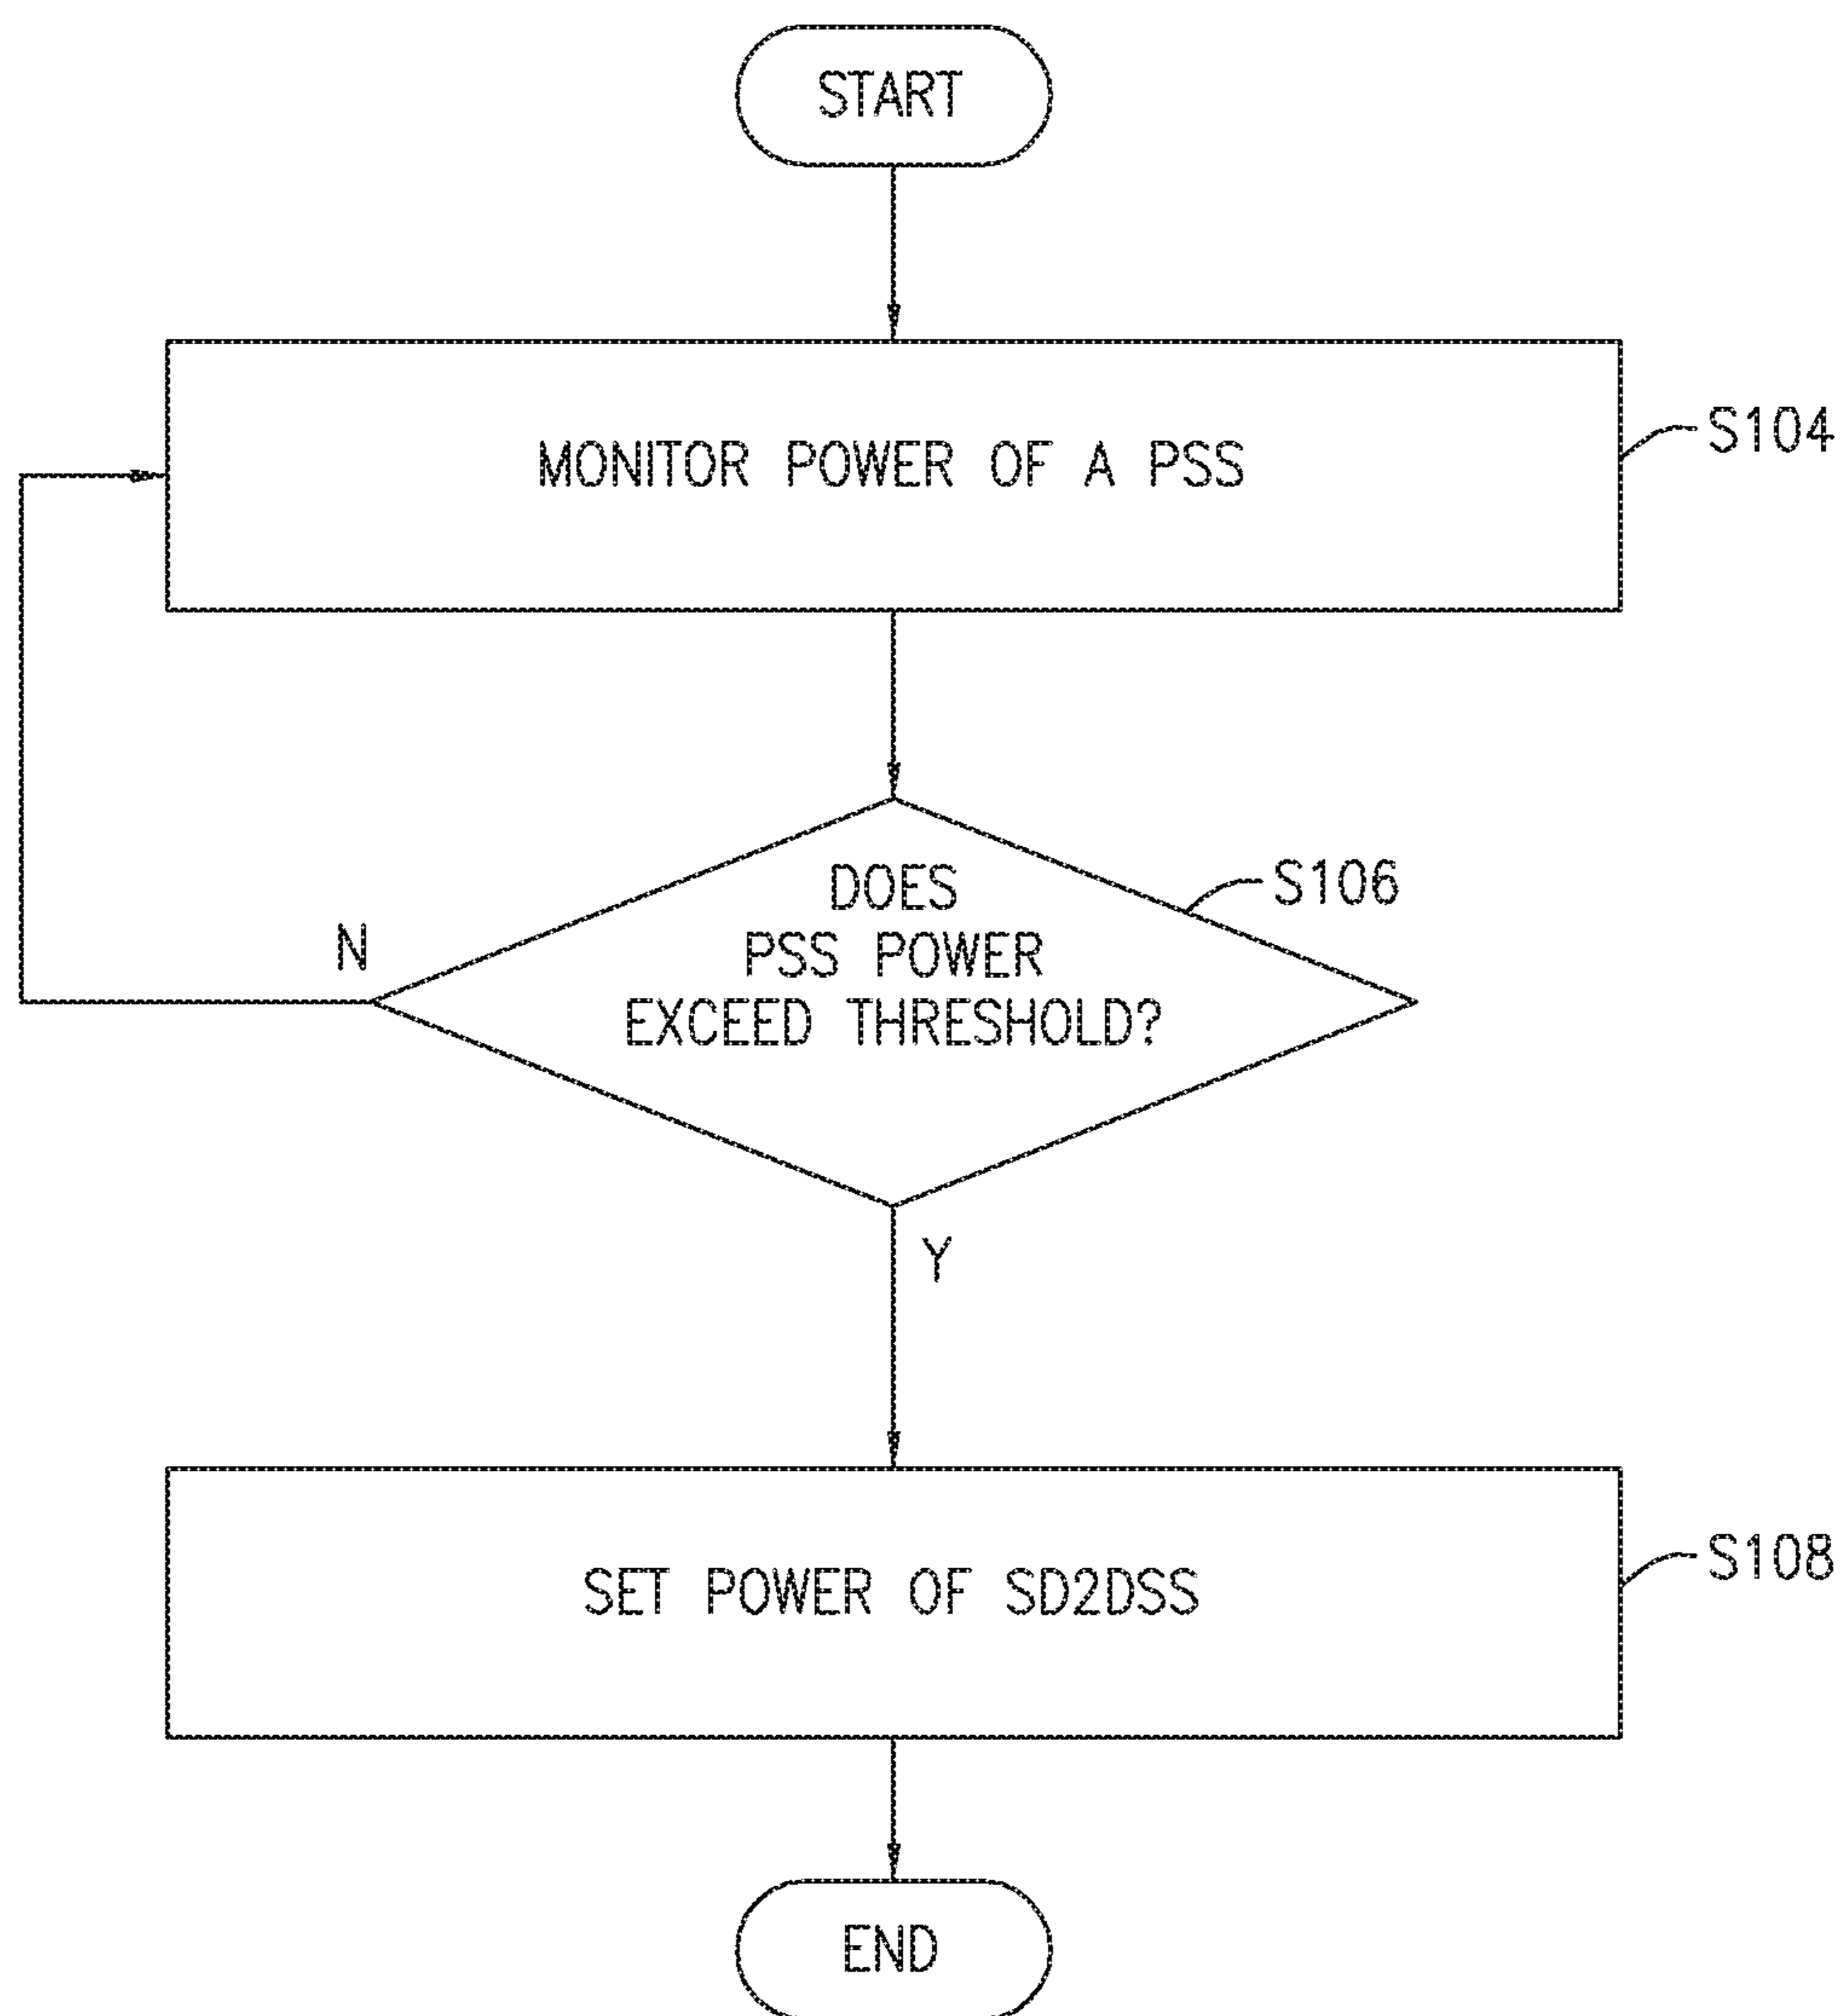 START
MONITOR POWER OF A PSS
S104
DOES
PSS POWER
EXCEED THRESHOLD?
S106
N
Y
SET POWER OF SD2DSS
S108
END